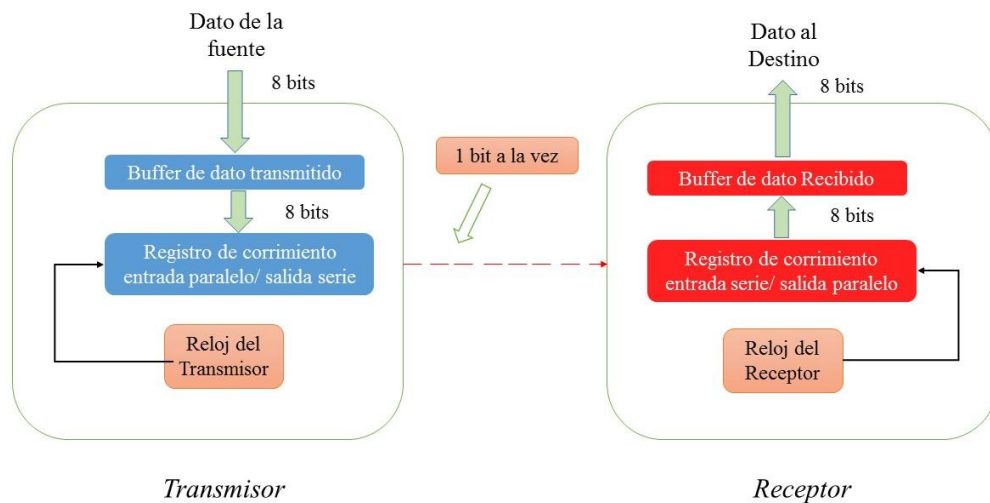 Dato de la
fuente
8 bits
Buffer de dato transmitido
8 bits
Registro de corrimiento
entrada paralelo/ salida serie
Reloj del
Transmisor
Transmisor
1 bit a la vez
Dato al
Destino
8 bits
Buffer de dato Recibido
8 bits
Registro de corrimiento
entrada serie/ salida paralelo
Reloj del
Receptor
Receptor